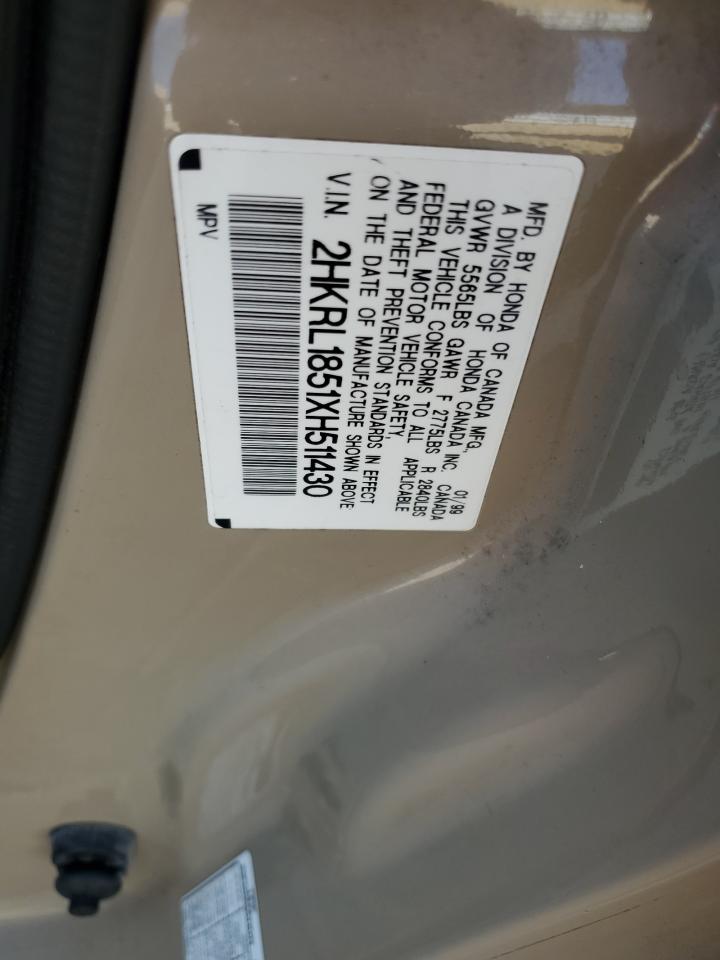 MFD. BY HONDA OF CANADA MFG., 01/99
A DIVISION OF HONDA CANADA INC, CANADA
GVWR 5565LBS GAWR F 2775LBS R 2840LBS
THIS VEHICLE CONFORMS TO ALL APPLICABLE
FEDERAL MOTOR VEHICLE SAFETY,
AND THEFT PREVENTION STANDARDS IN EFFECT
ON THE DATE OF MANUFACTURE SHOWN ABOVE
V.I.N. 2HKRL1851XH511430
MPV